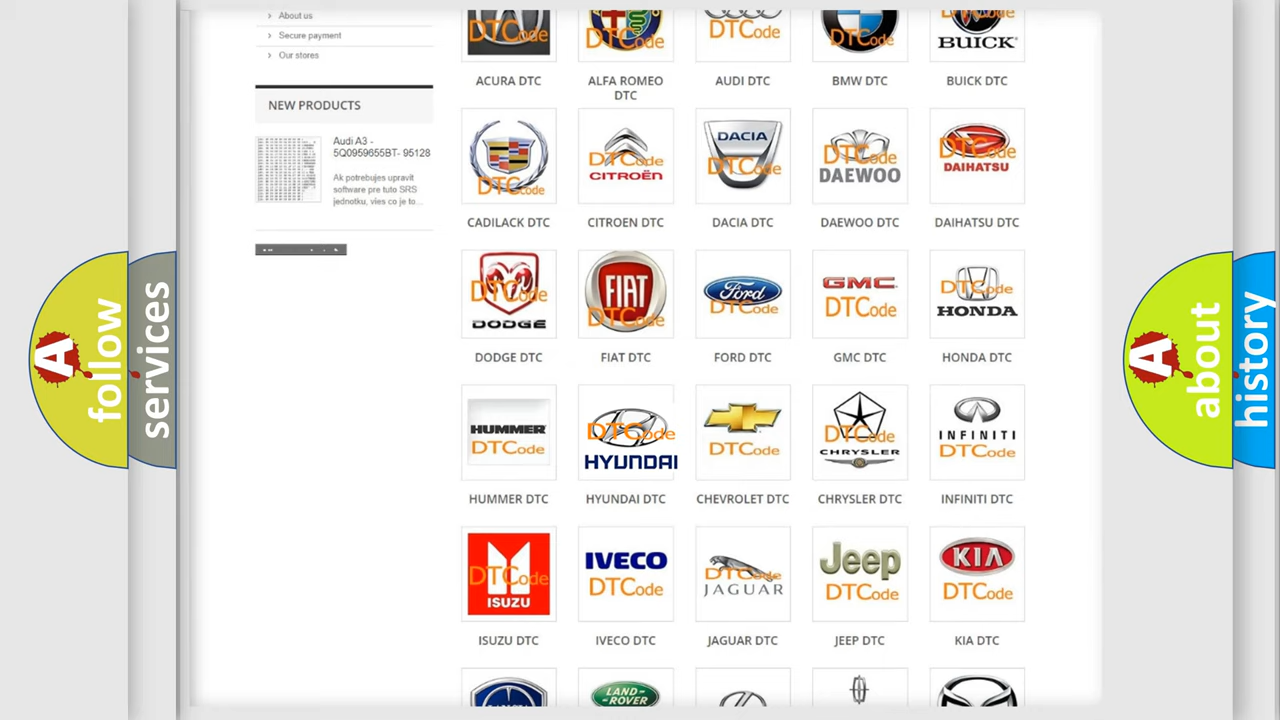 About us
Secure payment
Our stores
NEW PRODUCTS
Audi A3 -
5Q0959655BT- 95128
Ak potrebujes upravit
software pre tuto SRS
jednotku, vies co je to...
DTCode
DTCode
DTCode
DTCode
BUICK
ACURA DTC
ALFA ROMEO
DTC
AUDI DTC
BMW DTC
BUICK DTC
DTCode
DTCode
CITROËN
DACIA
DTCode
DTCode
DAEWOO
DTCode
DAIHATSU
CADILACK DTC
CITROEN DTC
DACIA DTC
DAEWOO DTC
DAIHATSU DTC
DTCode
DODGE
FIAT
DTCode
Ford
DTCode
GMC
DTCode
DTCode
HONDA
DODGE DTC
FIAT DTC
FORD DTC
GMC DTC
HONDA DTC
HUMMER
DTCode
DTCode
HYUNDAI
DTCode
DTCode
CHRYSLER
INFINITI
DTCode
HUMMER DTC
HYUNDAI DTC
CHEVROLET DTC
CHRYSLER DTC
INFINITI DTC
DTCode
ISUZU
IVECO
DTCode
DTCode
JAGUAR
Jeep
DTCode
KIA
DTCode
ISUZU DTC
IVECO DTC
JAGUAR DTC
JEEP DTC
KIA DTC
LAND-
ROVER
A
follow
services
A
about
history